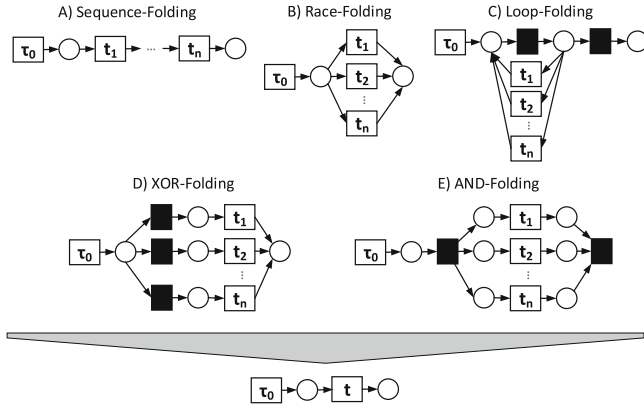 A) Sequence-Folding
τ₀ t₁ ... tₙ
B) Race-Folding
τ₀ t₁ t₂ ⋮ tₙ
C) Loop-Folding
τ₀ t₁ t₂ ⋮ tₙ
D) XOR-Folding
τ₀ t₁ t₂ ⋮ tₙ
E) AND-Folding
τ₀ t₁ t₂ ⋮ tₙ
τ₀ t